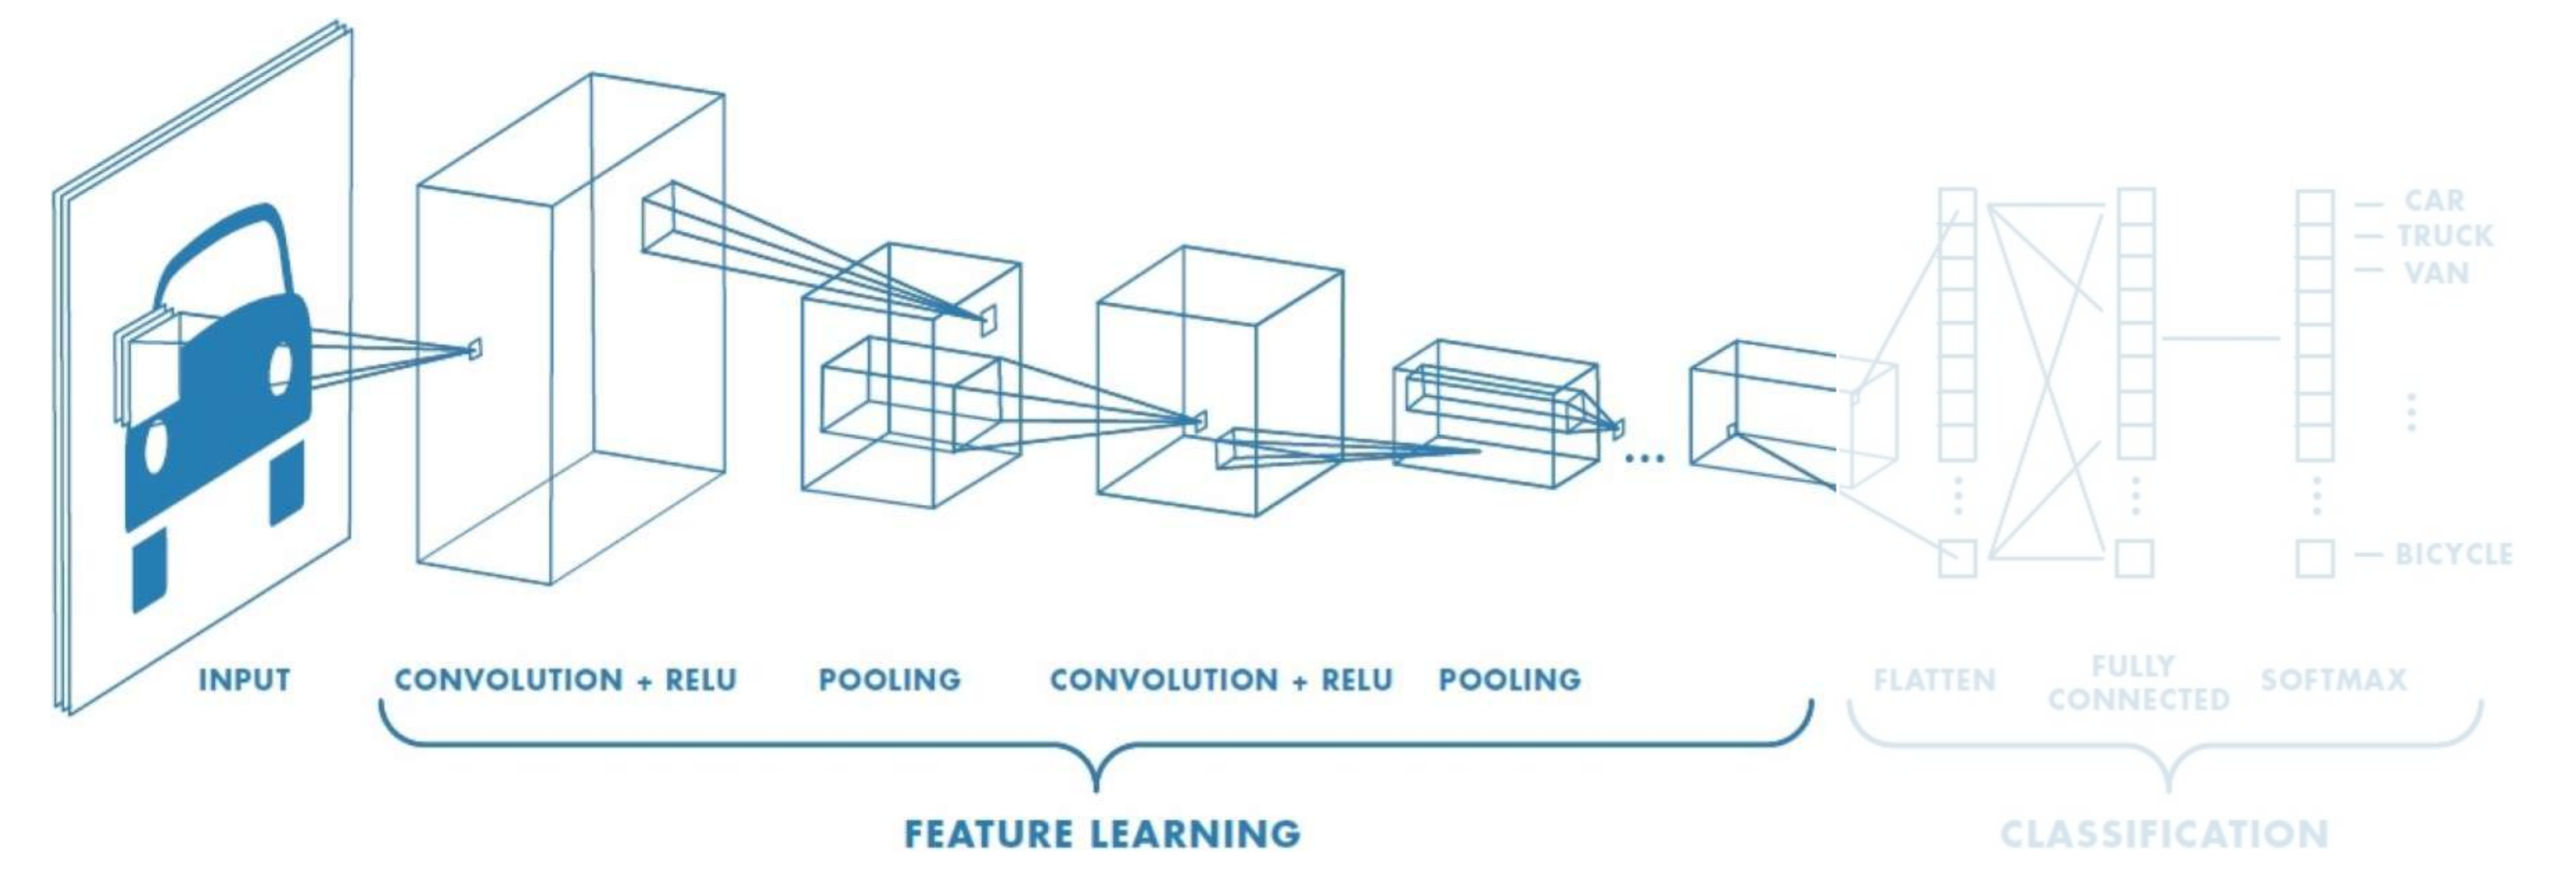 CAR
TRUCK
VAN
BICYCLE
INPUT
CONVOLUTION + RELU
POOLING
CONVOLUTION + RELU
POOLING
FLATTEN
FULLY
CONNECTED
SOFTMAX
FEATURE LEARNING
CLASSIFICATION